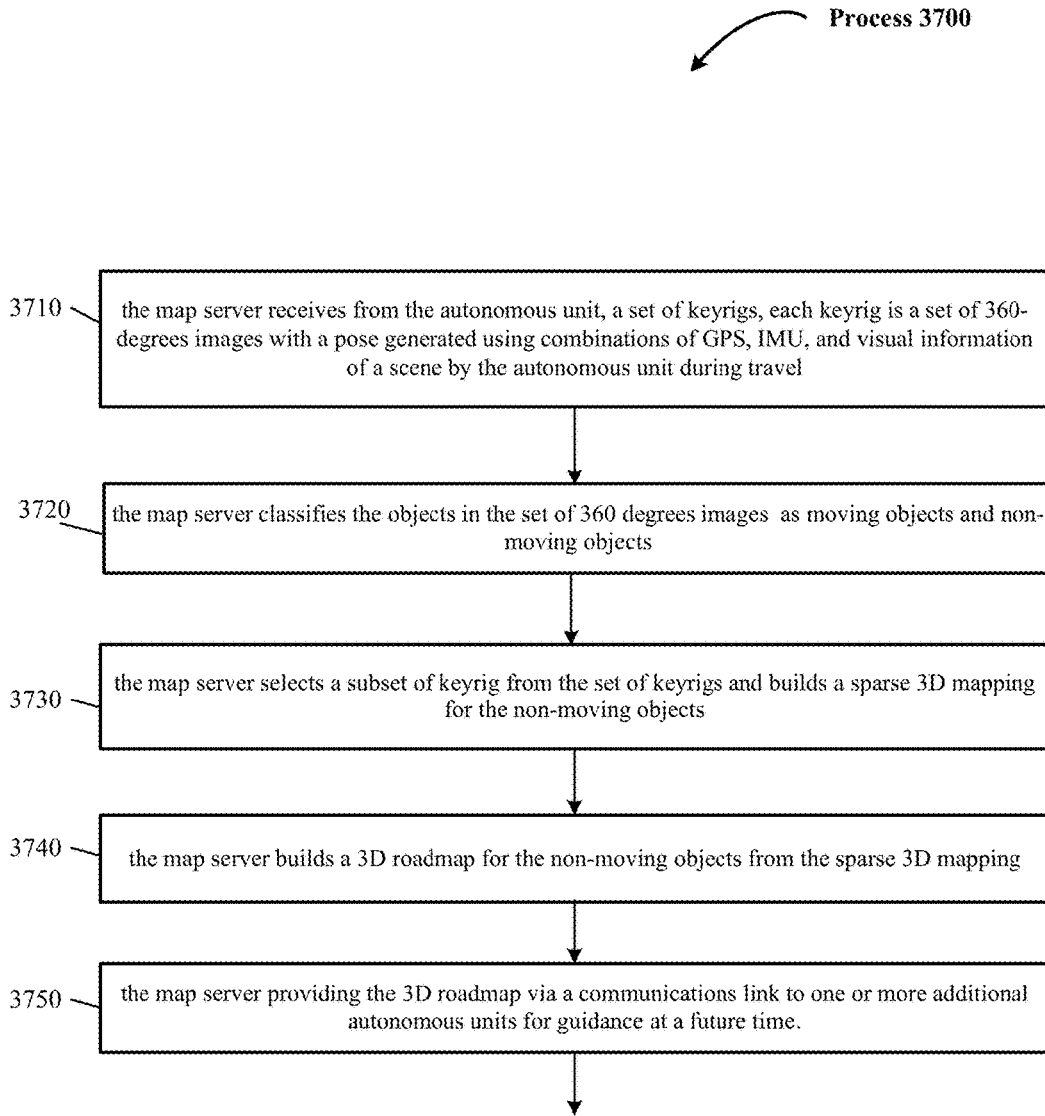 Process 3700
3710
the map server receives from the autonomous unit, a set of keyrigs, each keyrig is a set of 360-
degrees images with a pose generated using combinations of GPS, IMU, and visual information
of a scene by the autonomous unit during travel
3720
the map server classifies the objects in the set of 360 degrees images as moving objects and non-
moving objects
3730
the map server selects a subset of keyrig from the set of keyrigs and builds a sparse 3D mapping
for the non-moving objects
3740
the map server builds a 3D roadmap for the non-moving objects from the sparse 3D mapping
3750
the map server providing the 3D roadmap via a communications link to one or more additional
autonomous units for guidance at a future time.